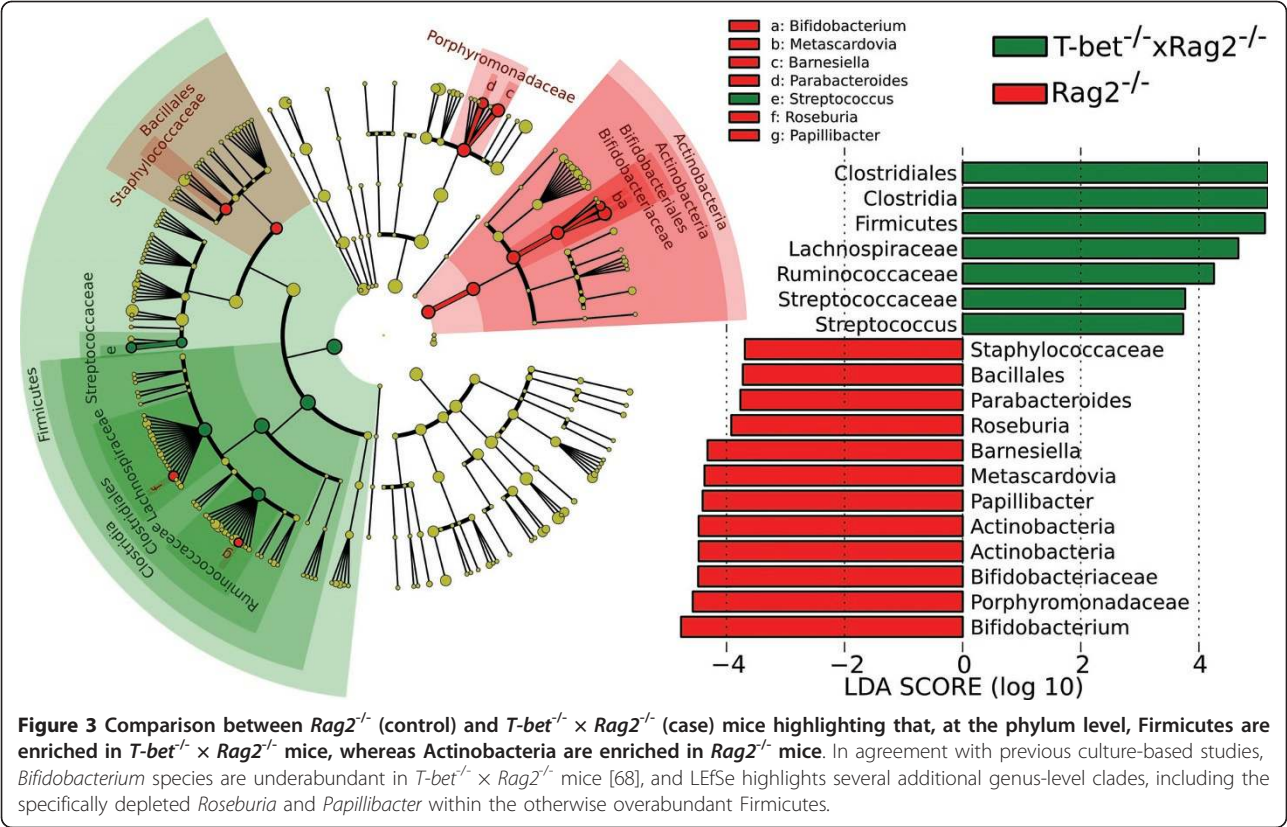 Porphyromonadaceae
d
c
Bacillales
Staphylococcaceae
Actinobacteria
Actinobacteria
Bifidobacteriales
Bifidobacteriaceae
b
a
Streptococcaceae
e
Firmicutes
Clostridia
Clostridiales
Lachnospiraceae
f
Ruminococcaceae
g
a: Bifidobacterium
b: Metascardovia
c: Barnesiella
d: Parabacteroides
e: Streptococcus
f: Roseburia
g: Papillibacter
T-bet-/-xRag2-/-
Rag2-/-
Clostridiales
Clostridia
Firmicutes
Lachnospiraceae
Ruminococcaceae
Streptococcaceae
Streptococcus
Staphylococcaceae
Bacillales
Parabacteroides
Roseburia
Barnesiella
Metascardovia
Papillibacter
Actinobacteria
Actinobacteria
Bifidobacteriaceae
Porphyromonadaceae
Bifidobacterium
−4 −2 0 2 4
LDA SCORE (log 10)
Figure 3 Comparison between Rag2-/- (control) and T-bet-/- × Rag2-/- (case) mice highlighting that, at the phylum level, Firmicutes are
enriched in T-bet-/- × Rag2-/- mice, whereas Actinobacteria are enriched in Rag2-/- mice. In agreement with previous culture-based studies,
Bifidobacterium species are underabundant in T-bet-/- × Rag2-/- mice [68], and LEfSe highlights several additional genus-level clades, including the
specifically depleted Roseburia and Papillibacter within the otherwise overabundant Firmicutes.